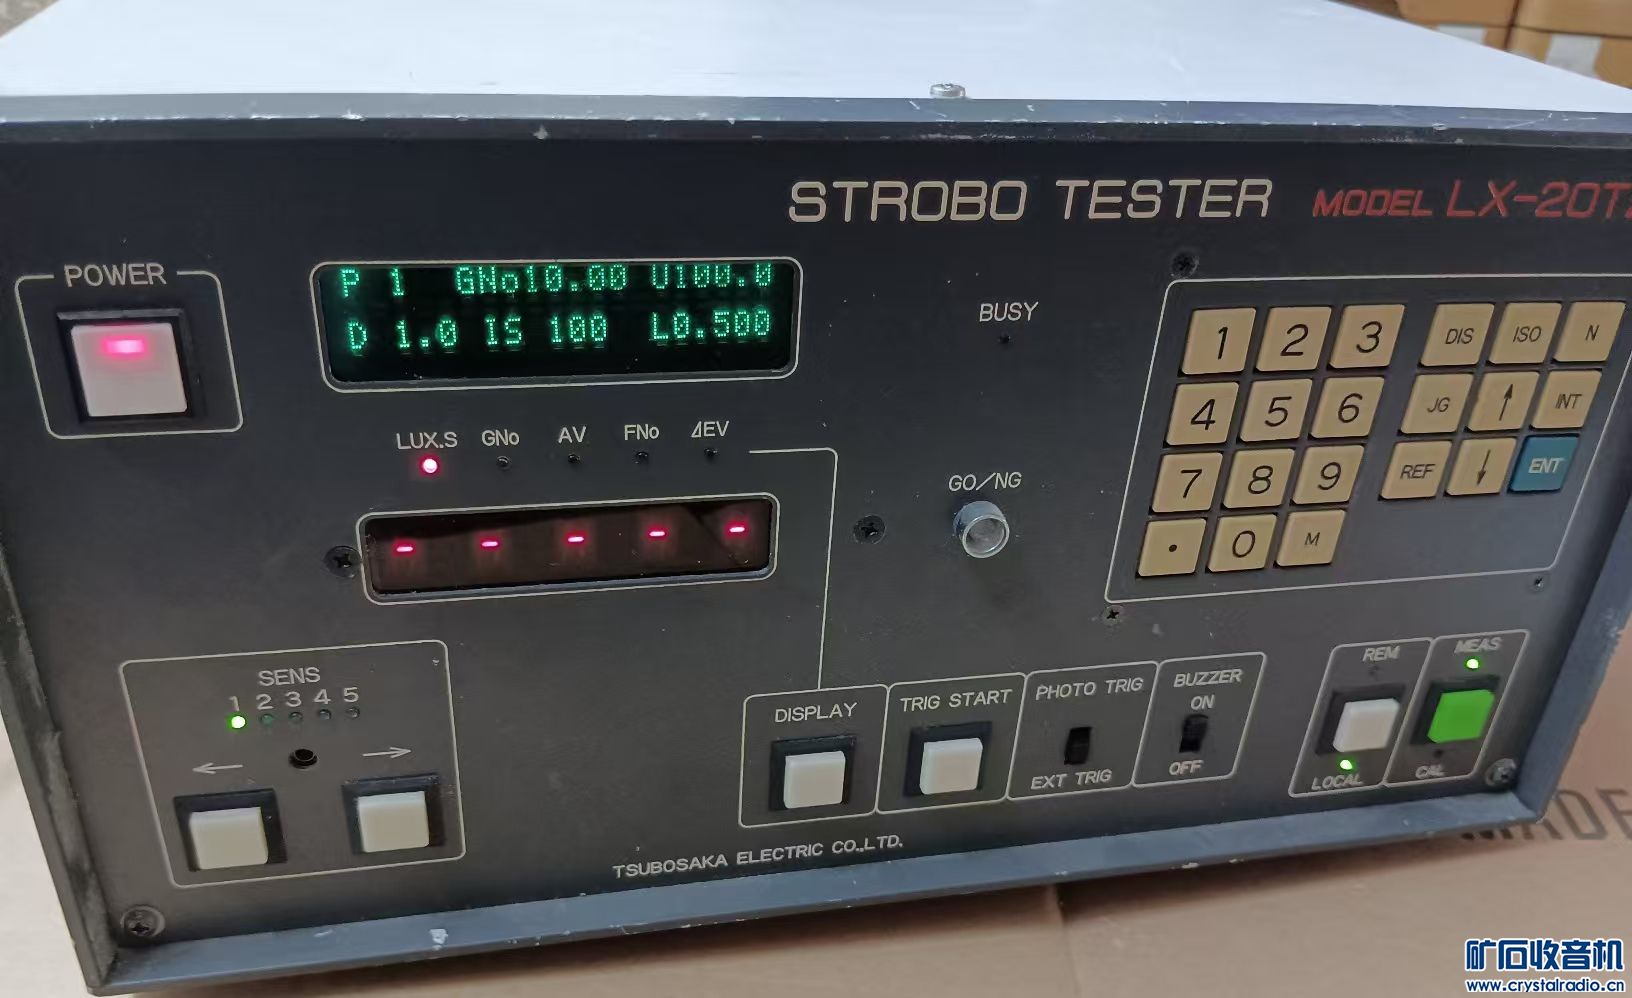 STROBO TESTER MODEL LX-20T
POWER
P 1 GNo10.00 U100.0
D 1.0 IS 100 L0.500
BUSY
LUX.S GNo AV FNo ⊿EV
- - - - -
GO/NG
1 2 3 DIS ISO N
4 5 6 JG ↑ INT
7 8 9 REF ↓ ENT
. 0 M
SENS
1 2 3 4 5
← →
DISPLAY
TRIG START
PHOTO TRIG
EXT TRIG
BUZZER
ON
OFF
REM
LOCAL
MEAS
CAL
TSUBOSAKA ELECTRIC CO.,LTD.
MADE
矿石收音机
www.crystalradio.cn